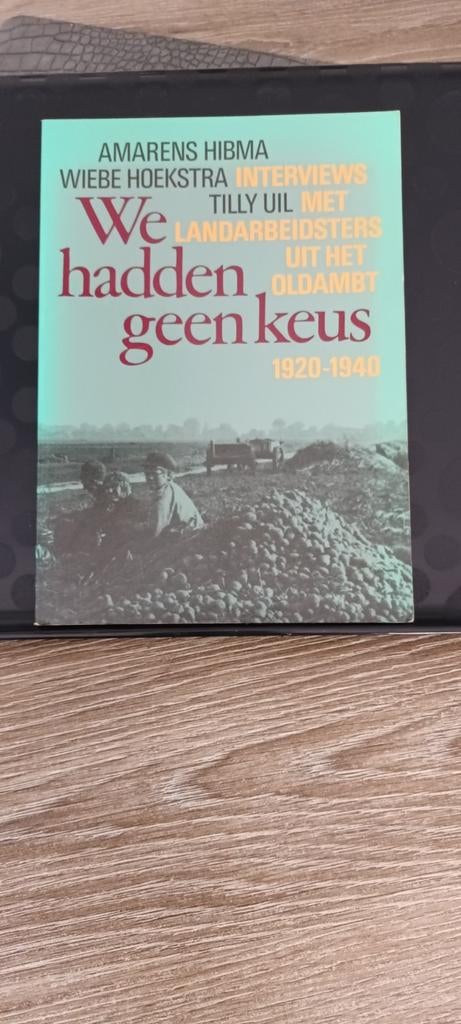 AMARENS HIBMA
WIEBE HOEKSTRA INTERVIEWS
TILLY UIL MET
We LANDARBEIDSTERS
UIT HET
hadden OLDAMBT
geen keus
1920-1940